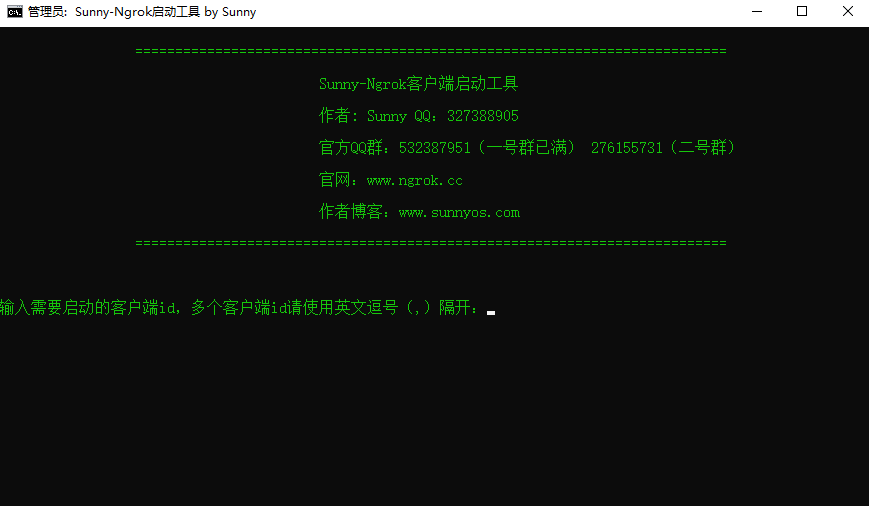 管理员: Sunny-Ngrok启动工具 by Sunny
==========================================================================
Sunny-Ngrok客户端启动工具
作者: Sunny QQ：327388905
官方QQ群：532387951（一号群已满） 276155731（二号群）
官网：www.ngrok.cc
作者博客：www.sunnyos.com
==========================================================================
输入需要启动的客户端id，多个客户端id请使用英文逗号（,）隔开：